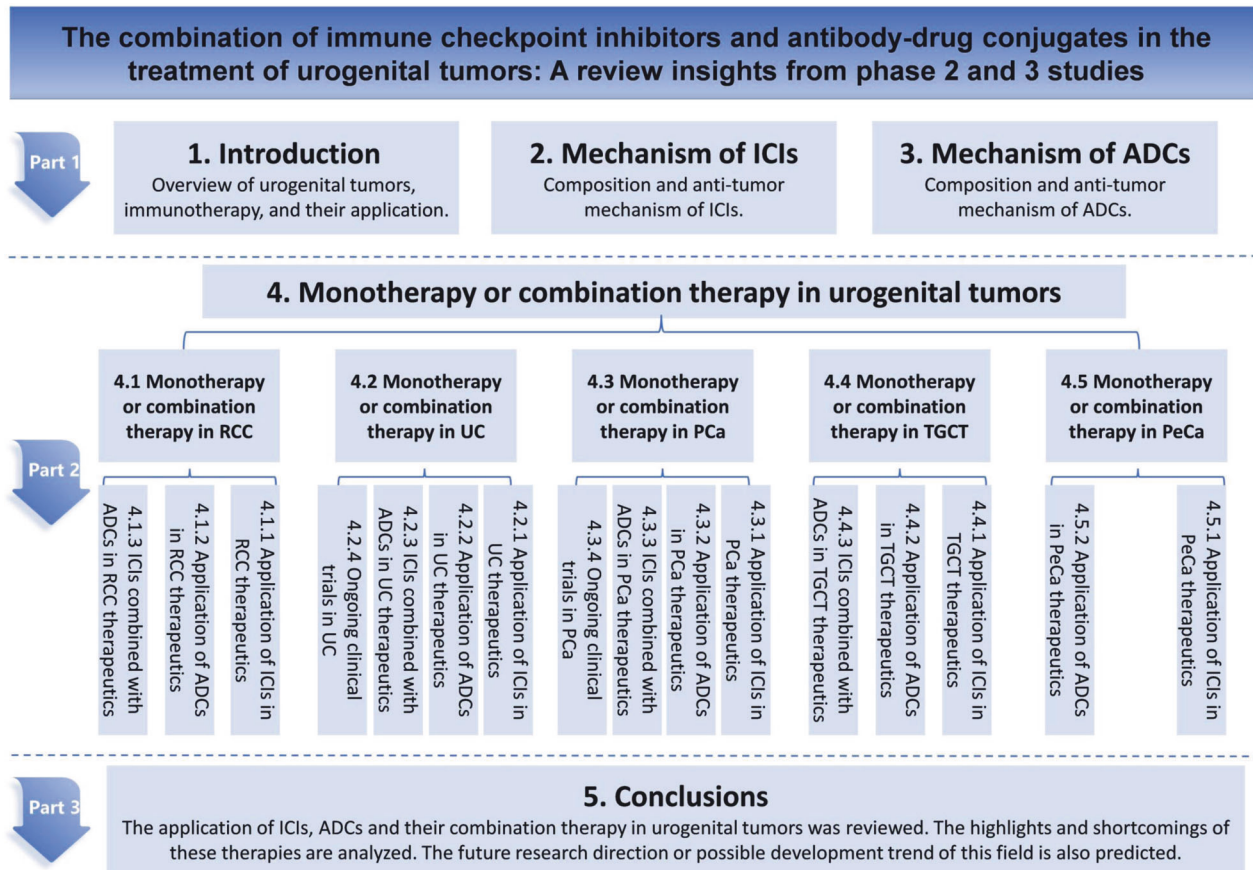 The combination of immune checkpoint inhibitors and antibody-drug conjugates in the
treatment of urogenital tumors: A review insights from phase 2 and 3 studies
Part 1
1. Introduction
Overview of urogenital tumors,
immunotherapy, and their application.
2. Mechanism of ICIs
Composition and anti-tumor
mechanism of ICIs.
3. Mechanism of ADCs
Composition and anti-tumor
mechanism of ADCs.
Part 2
4. Monotherapy or combination therapy in urogenital tumors
4.1 Monotherapy
or combination
therapy in RCC
4.1.3 ICIs combined with
ADCs in RCC therapeutics
4.1.2 Application of ADCs
in RCC therapeutics
4.1.1 Application of ICIs in
RCC therapeutics
4.2 Monotherapy
or combination
therapy in UC
4.2.4 Ongoing clinical
trials in UC
4.2.3 ICIs combined with
ADCs in UC therapeutics
4.2.2 Application of ADCs
in UC therapeutics
4.2.1 Application of ICIs in
UC therapeutics
4.3 Monotherapy
or combination
therapy in PCa
4.3.4 Ongoing clinical
trials in PCa
4.3.3 ICIs combined with
ADCs in PCa therapeutics
4.3.2 Application of ADCs
in PCa therapeutics
4.3.1 Application of ICIs in
PCa therapeutics
4.4 Monotherapy
or combination
therapy in TGCT
4.4.3 ICIs combined with
ADCs in TGCT therapeutics
4.4.2 Application of ADCs
in TGCT therapeutics
4.4.1 Application of ICIs in
TGCT therapeutics
4.5 Monotherapy
or combination
therapy in PeCa
4.5.2 Application of ADCs
in PeCa therapeutics
4.5.1 Application of ICIs in
PeCa therapeutics
Part 3
5. Conclusions
The application of ICIs, ADCs and their combination therapy in urogenital tumors was reviewed. The highlights and shortcomings of
these therapies are analyzed. The future research direction or possible development trend of this field is also predicted.